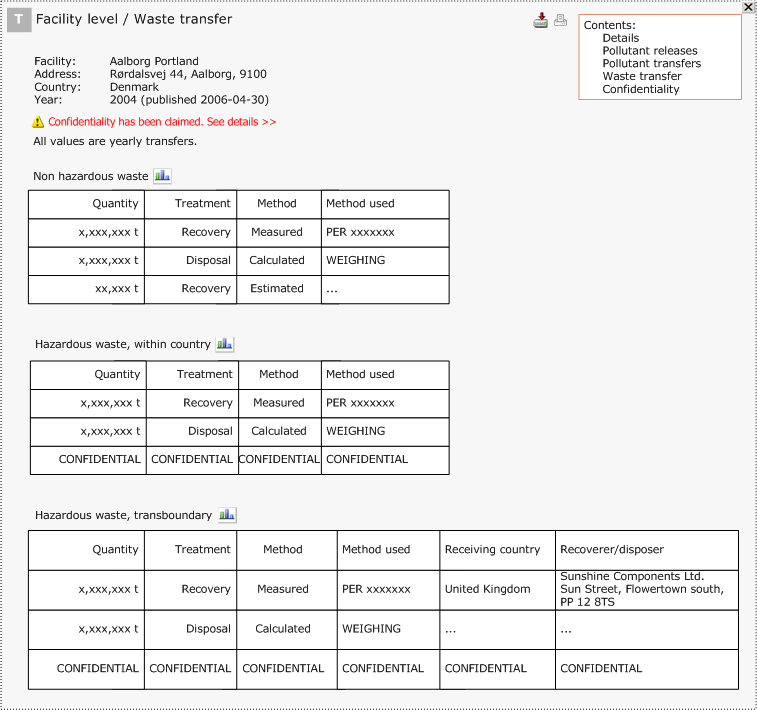 T Facility level / Waste transfer
Contents:
Details
Pollutant releases
Pollutant transfers
Waste transfer
Confidentiality
Facility: Aalborg Portland
Address: Rørdalsvej 44, Aalborg, 9100
Country: Denmark
Year: 2004 (published 2006-04-30)
Confidentiality has been claimed. See details >>
All values are yearly transfers.
Non hazardous waste
Quantity Treatment Method Method used
x,xxx,xxx t Recovery Measured PER xxxxxxx
x,xxx,xxx t Disposal Calculated WEIGHING
xx,xxx t Recovery Estimated ...
Hazardous waste, within country
Quantity Treatment Method Method used
x,xxx,xxx t Recovery Measured PER xxxxxxx
x,xxx,xxx t Disposal Calculated WEIGHING
CONFIDENTIAL CONFIDENTIAL CONFIDENTIAL CONFIDENTIAL
Hazardous waste, transboundary
Quantity Treatment Method Method used Receiving country Recoverer/disposer
x,xxx,xxx t Recovery Measured PER xxxxxxx United Kingdom Sunshine Components Ltd.
Sun Street, Flowertown south,
PP 12 8TS
x,xxx,xxx t Disposal Calculated WEIGHING ... ...
CONFIDENTIAL CONFIDENTIAL CONFIDENTIAL CONFIDENTIAL CONFIDENTIAL CONFIDENTIAL